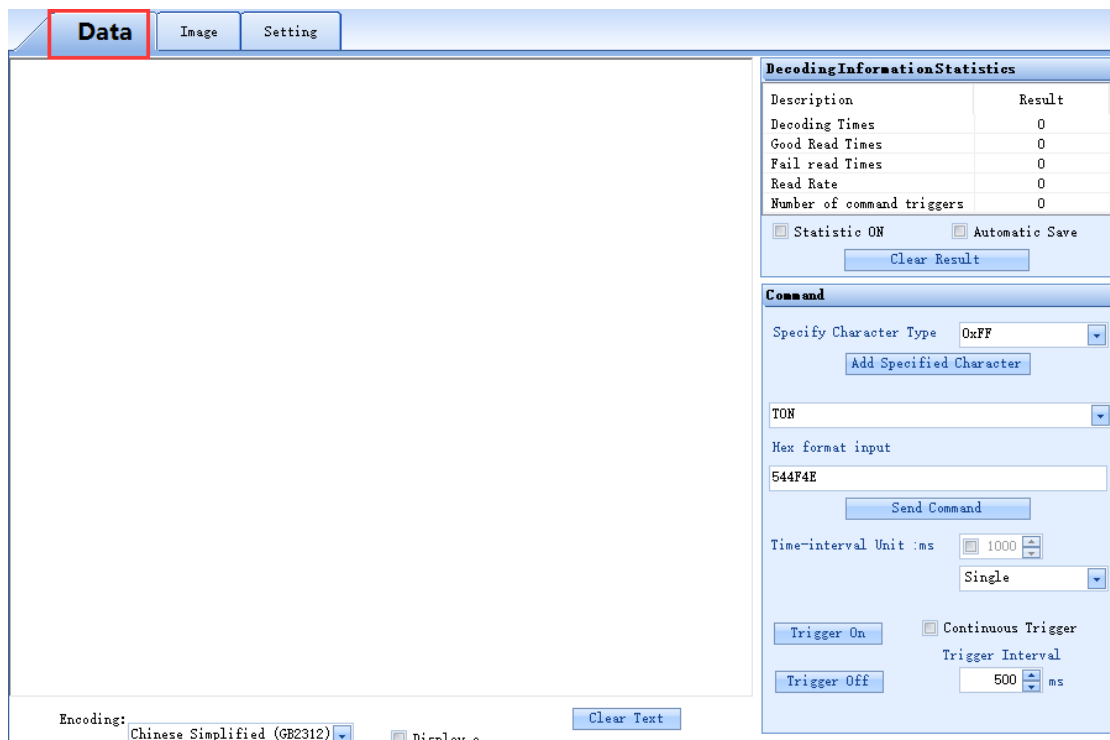 Data Image Setting
DecodingInformationStatistics
Description Result
Decoding Times 0
Good Read Times 0
Fail read Times 0
Read Rate 0
Number of command triggers 0
Statistic ON Automatic Save
Clear Result
Command
Specify Character Type 0xFF
Add Specified Character
TON
Hex format input
544F4E
Send Command
Time-interval Unit :ms 1000
Single
Trigger On Continuous Trigger
Trigger Interval
Trigger Off 500 ms
Encoding: Clear Text
Chinese Simplified (GB2312)